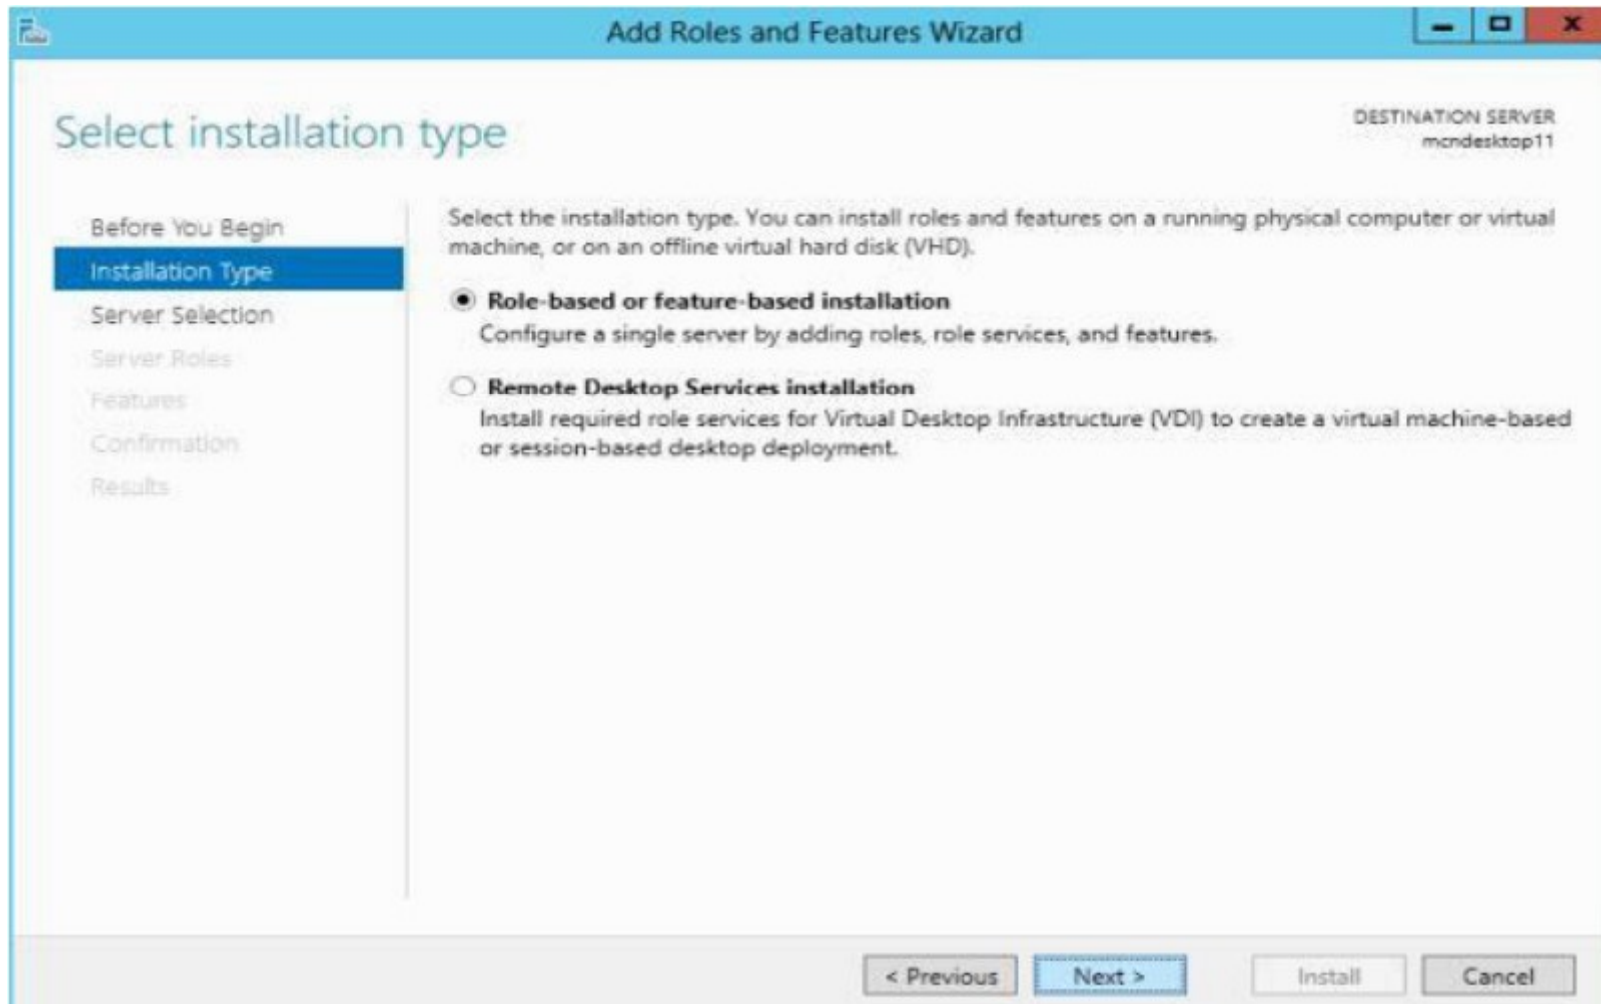 Add Roles and Features Wizard
Select installation type
DESTINATION SERVER
mcndesktop11
Before You Begin
Installation Type
Server Selection
Server Roles
Features
Confirmation
Results
Select the installation type. You can install roles and features on a running physical computer or virtual
machine, or on an offline virtual hard disk (VHD).
Role-based or feature-based installation
Configure a single server by adding roles, role services, and features.
Remote Desktop Services installation
Install required role services for Virtual Desktop Infrastructure (VDI) to create a virtual machine-based
or session-based desktop deployment.
< Previous
Next >
Install
Cancel